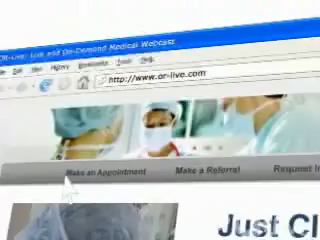 OR-Live: Live and On-Demand Medical Webcast
Edit View History Bookmarks Tools Help
http://www.or-live.com
Make an Appointment Make a Referral Request
Just Cl